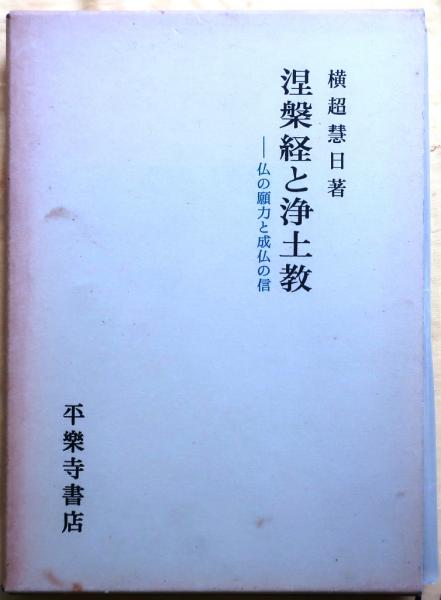 横超慧日著
涅槃経と浄土教
──仏の願力と成仏の信
平樂寺書店